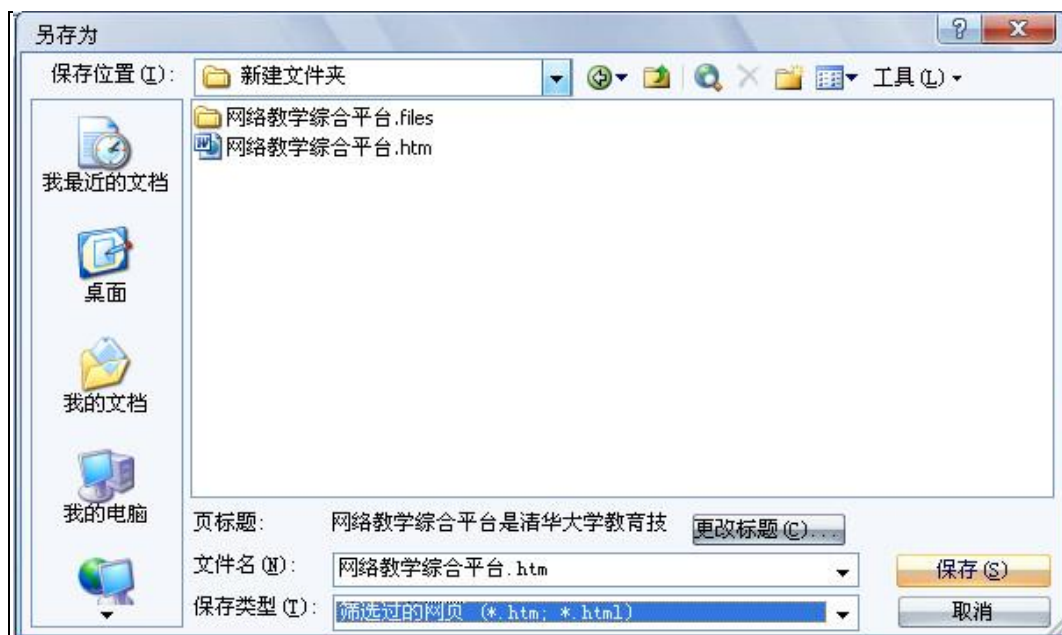 另存为
保存位置(I):
新建文件夹
工具(L)
网络教学综合平台.files
网络教学综合平台.htm
我最近的文档
桌面
我的文档
我的电脑
页标题: 网络教学综合平台是清华大学教育技 更改标题(C)...
文件名(N): 网络教学综合平台.htm 保存(S)
保存类型(T): 筛选过的网页 (*.htm; *.html) 取消